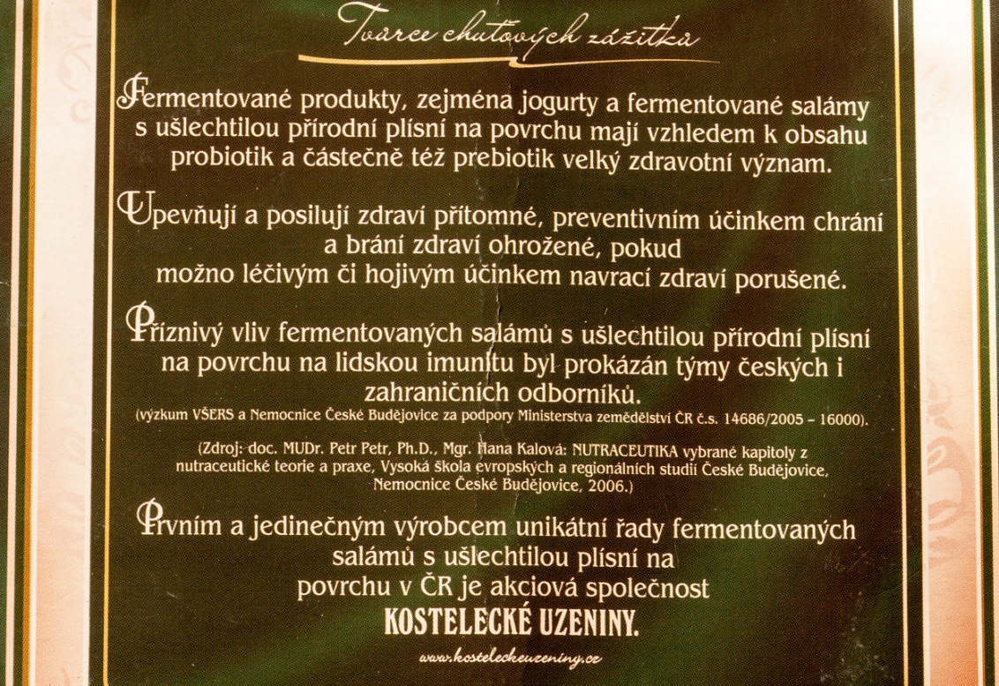 Tvůrce chuťových zážitků
Fermentované produkty, zejména jogurty a fermentované salámy
s ušlechtilou přírodní plísní na povrchu mají vzhledem k obsahu
probiotik a částečně též prebiotik velký zdravotní význam.
Upevňují a posilují zdraví přítomné, preventivním účinkem chrání
a brání zdraví ohrožené, pokud
možno léčivým či hojivým účinkem navrací zdraví porušené.
Příznivý vliv fermentovaných salámů s ušlechtilou přírodní plísní
na povrchu na lidskou imunitu byl prokázán týmy českých i
zahraničních odborníků.
(výzkum VŠERS a Nemocnice České Budějovice za podpory Ministerstva zemědělství ČR č.s. 14686/2005 – 16000).
(Zdroj: doc. MUDr. Petr Petr, Ph.D., Mgr. Hana Kalová: NUTRACEUTIKA vybrané kapitoly z
nutraceutické teorie a praxe, Vysoká škola evropských a regionálních studií České Budějovice,
Nemocnice České Budějovice, 2006.)
Prvním a jedinečným výrobcem unikátní řady fermentovaných
salámů s ušlechtilou plísní na
povrchu v ČR je akciová společnost
KOSTELECKÉ UZENINY.
www.kosteleckeuzeniny.cz